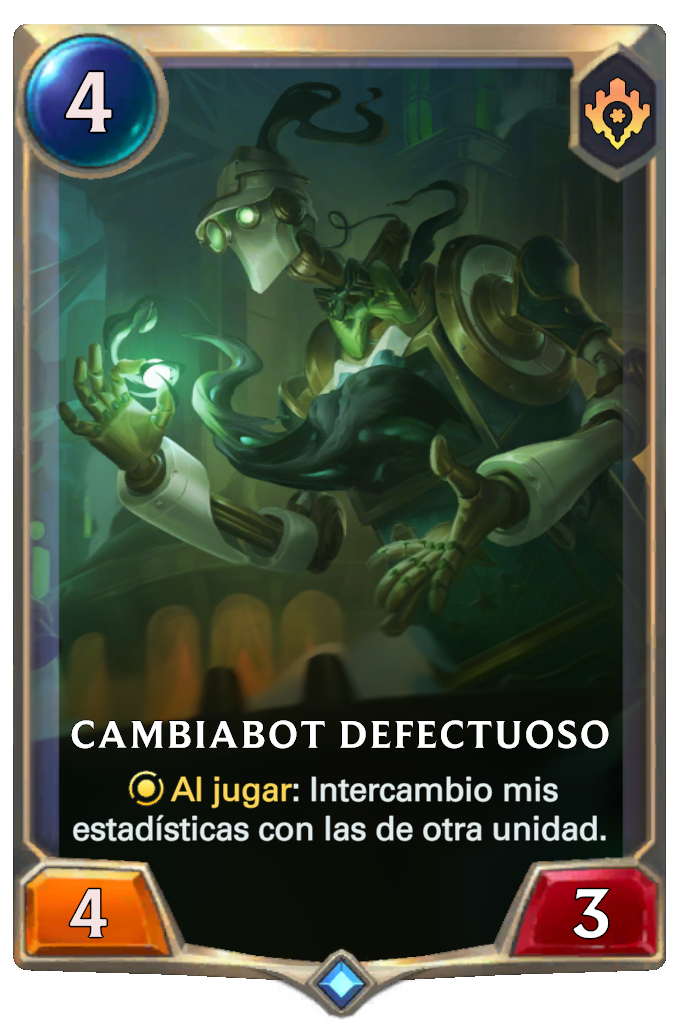 4
CAMBIABOT DEFECTUOSO
Al jugar: Intercambio mis
estadísticas con las de otra unidad.
4
3